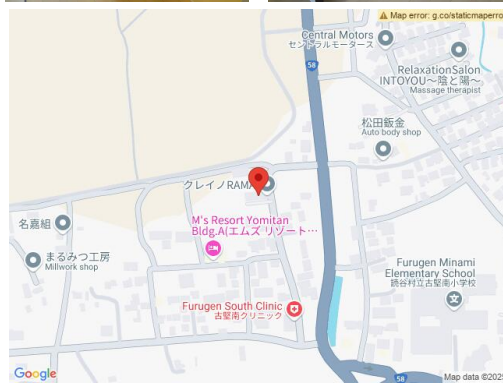 Map error: g.co/staticmaperro
Central Motors
セントラルモーターズ
58
RelaxationSalon
INTOYOU〜陰と陽〜
Massage therapist
松田鈑金
Auto body shop
クレイノRAMA
M's Resort Yomitan
Bldg.A(エムズ リゾート…
名嘉組
まるみつ工房
Millwork shop
Furugen Minami
Elementary School
読谷村立古堅南小学校
Furugen South Clinic
古堅南クリニック
58
Google
Map data ©202